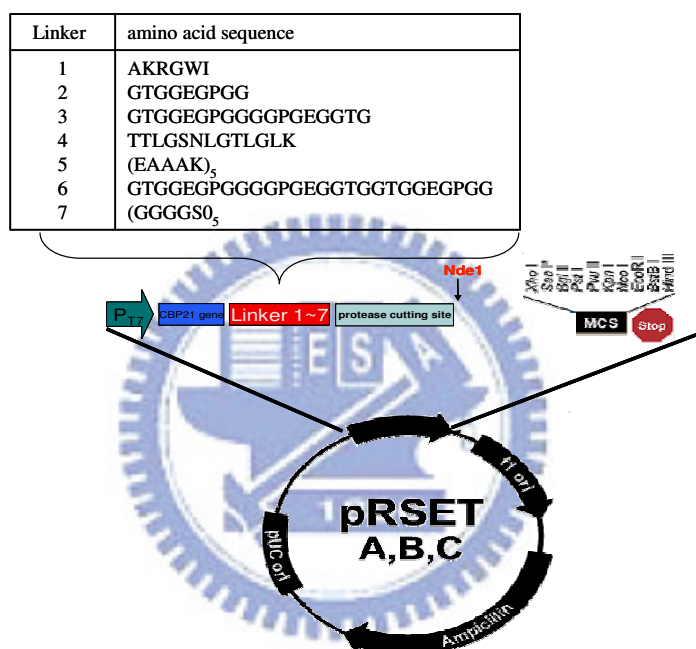 Linker amino acid sequence
1 AKRGWI
2 GTGGEGPGG
3 GTGGEGPGGGGPGEGGTG
4 TTLGSNLGTLGLK
5 (EAAAK)5
6 GTGGEGPGGGGPGEGGTGGTGGEGPGG
7 (GGGGS05
Nde1
Xho I
Sac I
Bgl II
Pst I
Pvu II
Kpn I
Nco I
EcoR I
BstB I
Hind III
PT7 CBP21 gene Linker 1~7 protease cutting site
MCS Stop
E S A
f1 ori
pRSET
A,B,C
pUC ori
Ampicillin